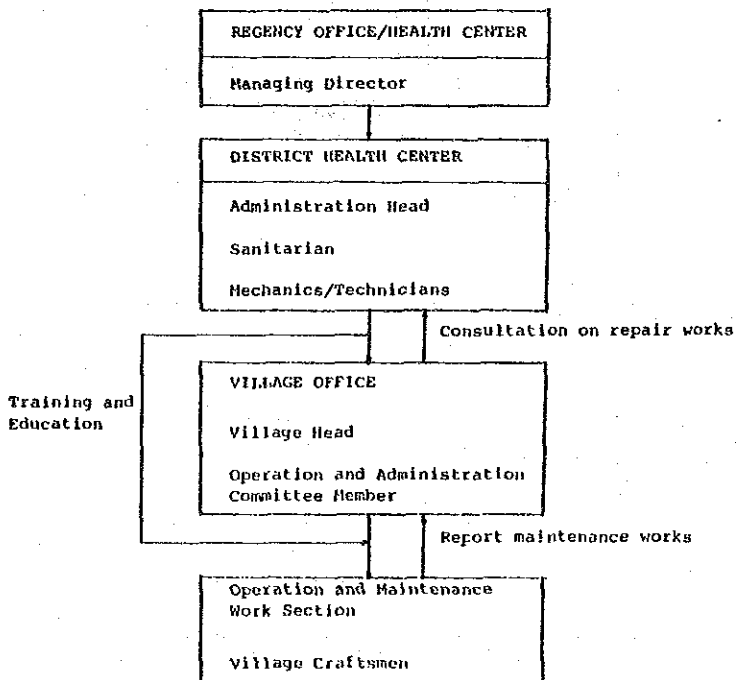 REGENCY OFFICE/HEALTH CENTER
Managing Director
DISTRICT HEALTH CENTER
Administration Head
Sanitarian
Mechanics/Technicians
Consultation on repair works
Training and
Education
VILLAGE OFFICE
Village Head
Operation and Administration
Committee Member
Report maintenance works
Operation and Maintenance
Work Section
Village Craftsmen